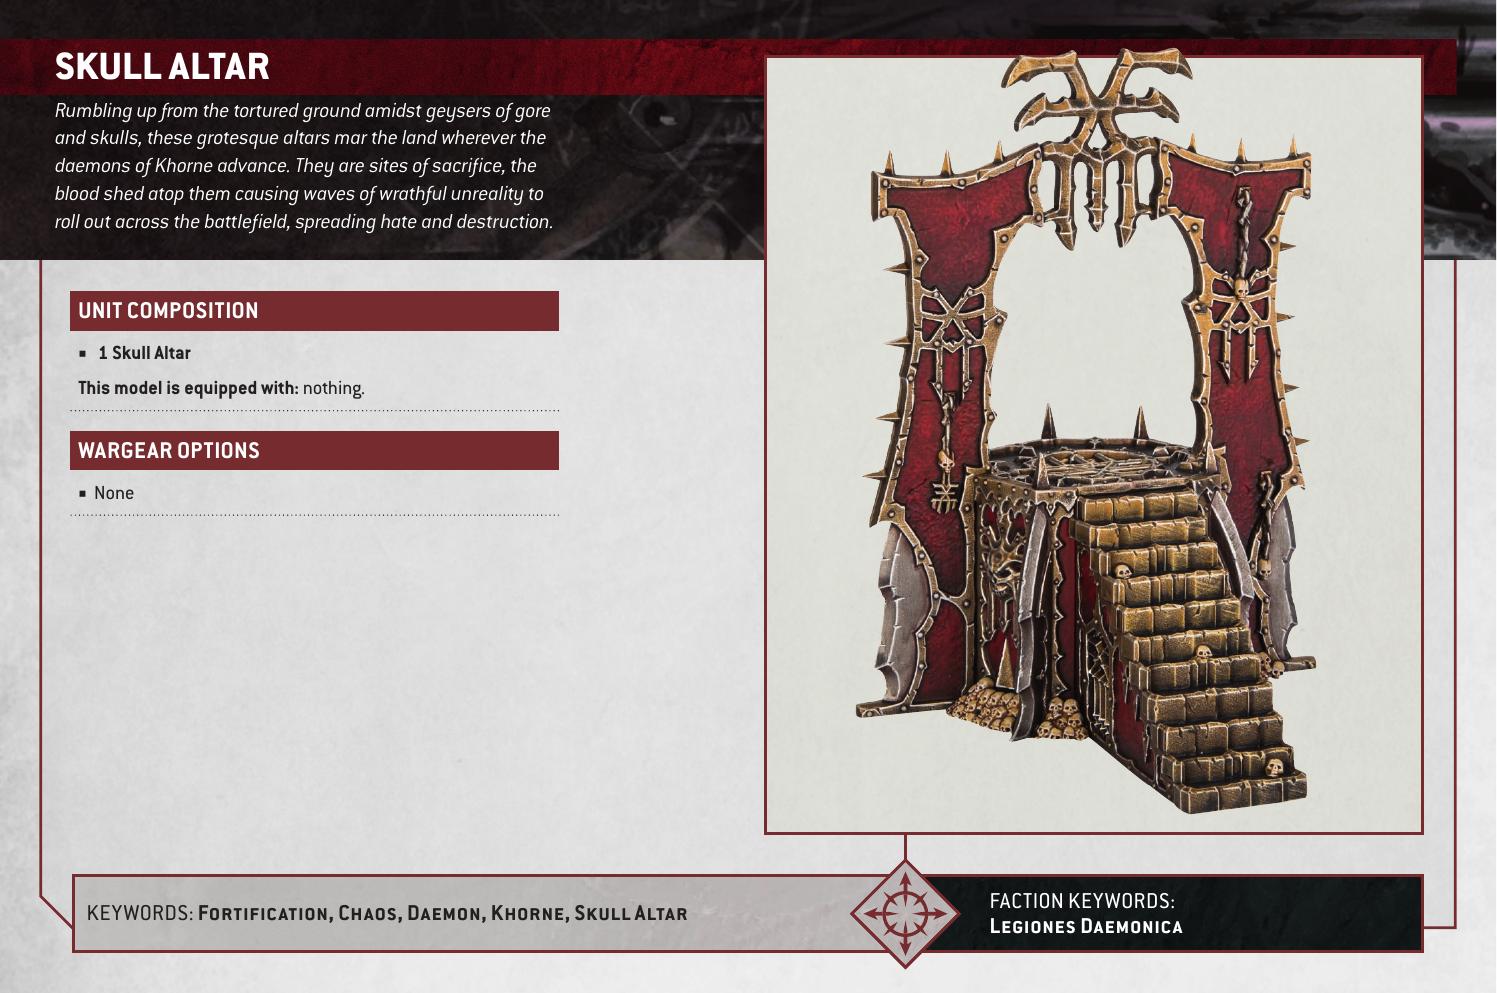 SKULL ALTAR
Rumbling up from the tortured ground amidst geysers of gore
and skulls, these grotesque altars mar the land wherever the
daemons of Khorne advance. They are sites of sacrifice, the
blood shed atop them causing waves of wrathful unreality to
roll out across the battlefield, spreading hate and destruction.
UNIT COMPOSITION
▪ 1 Skull Altar
This model is equipped with: nothing.
WARGEAR OPTIONS
▪ None
KEYWORDS: Fortification, Chaos, Daemon, Khorne, Skull Altar
FACTION KEYWORDS:
Legiones Daemonica